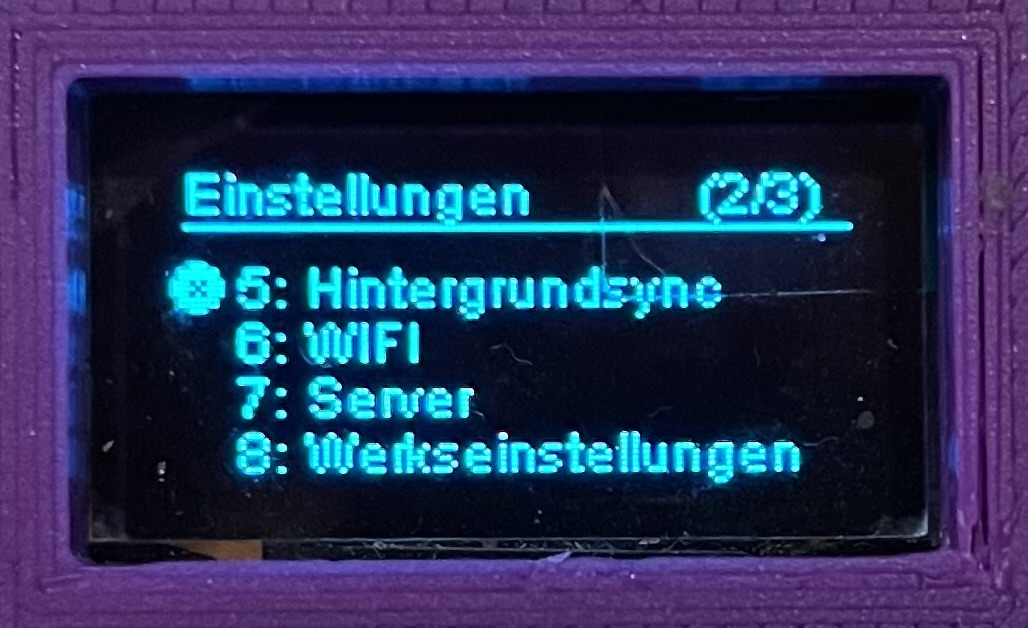 Einstellungen (2/3)
5: Hintergrundsync
6: WIFI
7: Server
8: Werkseinstellungen